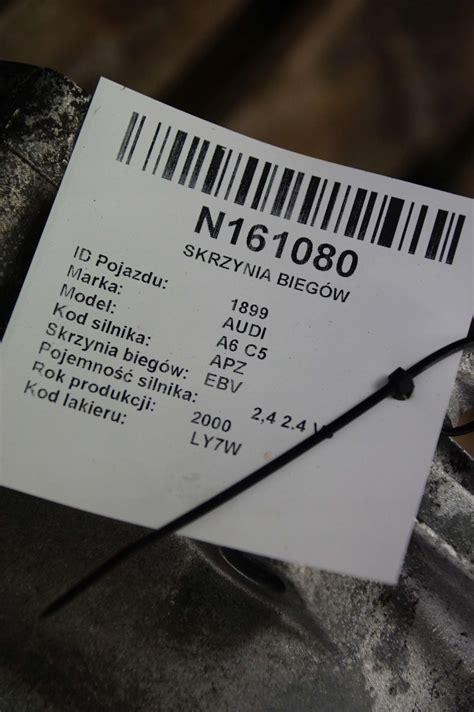 N161080
SKRZYNIA BIEGÓW
ID Pojazdu: 1899
Marka: AUDI
Model: A6 C5
Kod silnika: APZ
Skrzynia biegów: EBV
Pojemność silnika: 2,4 2.4 V
Rok produkcji: 2000
Kod lakieru: LY7W